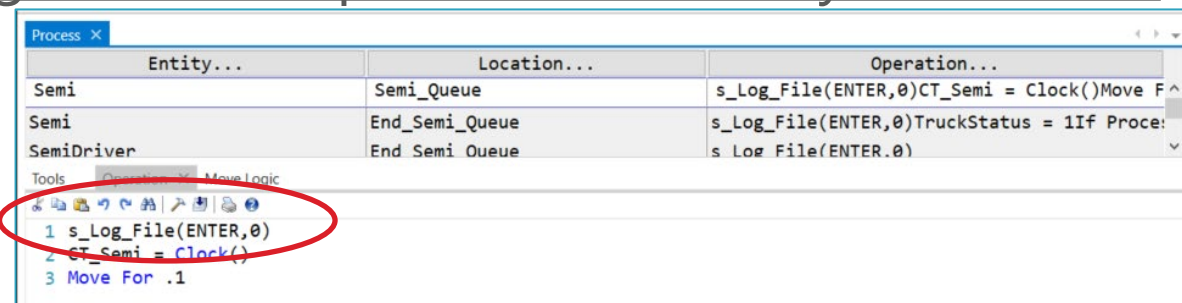 Process
Entity... Location... Operation...
Semi Semi_Queue s_Log_File(ENTER,0)CT_Semi = Clock()Move F
Semi End_Semi_Queue s_Log_File(ENTER,0)TruckStatus = 1If Proces
SemiDriver End_Semi_Queue s_Log_File(ENTER,0)
Tools Operation Move Logic
1 s_Log_File(ENTER,0)
2 CT_Semi = Clock()
3 Move For .1